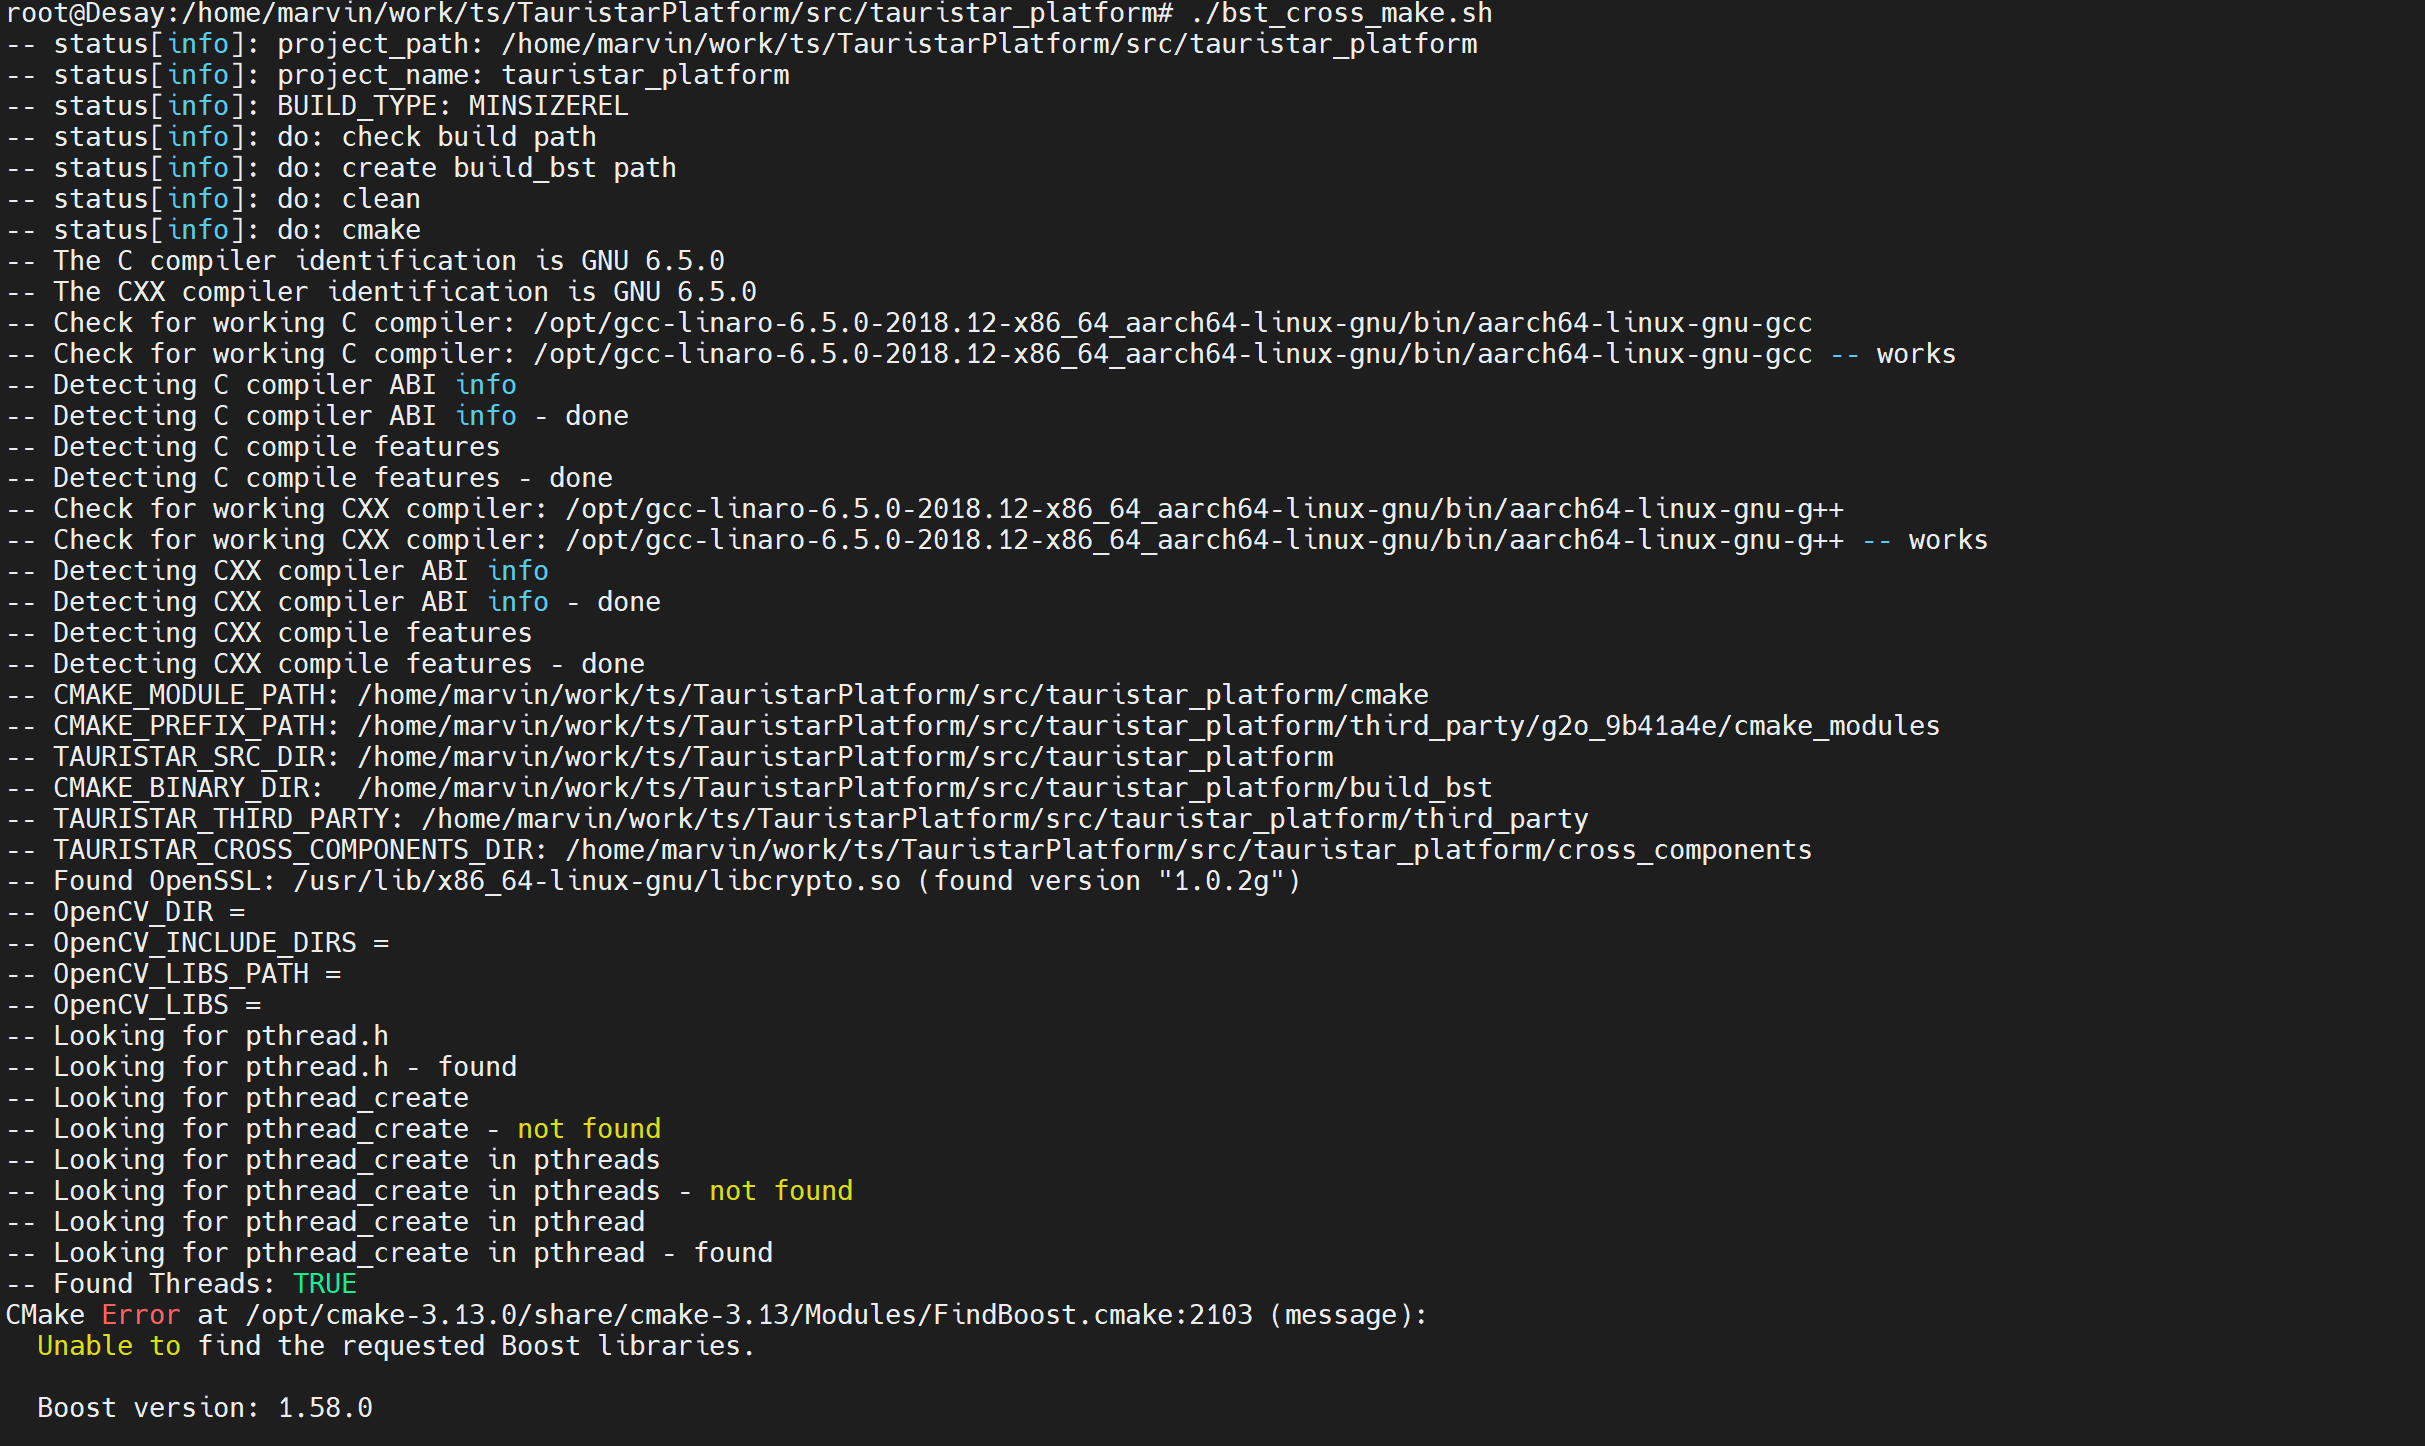 root@Desay:/home/marvin/work/ts/TauristarPlatform/src/tauristar_platform# ./bst_cross_make.sh
-- status[info]: project_path: /home/marvin/work/ts/TauristarPlatform/src/tauristar_platform
-- status[info]: project_name: tauristar_platform
-- status[info]: BUILD_TYPE: MINSIZEREL
-- status[info]: do: check build path
-- status[info]: do: create build_bst path
-- status[info]: do: clean
-- status[info]: do: cmake
-- The C compiler identification is GNU 6.5.0
-- The CXX compiler identification is GNU 6.5.0
-- Check for working C compiler: /opt/gcc-linaro-6.5.0-2018.12-x86_64_aarch64-linux-gnu/bin/aarch64-linux-gnu-gcc
-- Check for working C compiler: /opt/gcc-linaro-6.5.0-2018.12-x86_64_aarch64-linux-gnu/bin/aarch64-linux-gnu-gcc -- works
-- Detecting C compiler ABI info
-- Detecting C compiler ABI info - done
-- Detecting C compile features
-- Detecting C compile features - done
-- Check for working CXX compiler: /opt/gcc-linaro-6.5.0-2018.12-x86_64_aarch64-linux-gnu/bin/aarch64-linux-gnu-g++
-- Check for working CXX compiler: /opt/gcc-linaro-6.5.0-2018.12-x86_64_aarch64-linux-gnu/bin/aarch64-linux-gnu-g++ -- works
-- Detecting CXX compiler ABI info
-- Detecting CXX compiler ABI info - done
-- Detecting CXX compile features
-- Detecting CXX compile features - done
-- CMAKE_MODULE_PATH: /home/marvin/work/ts/TauristarPlatform/src/tauristar_platform/cmake
-- CMAKE_PREFIX_PATH: /home/marvin/work/ts/TauristarPlatform/src/tauristar_platform/third_party/g2o_9b41a4e/cmake_modules
-- TAURISTAR_SRC_DIR: /home/marvin/work/ts/TauristarPlatform/src/tauristar_platform
-- CMAKE_BINARY_DIR:  /home/marvin/work/ts/TauristarPlatform/src/tauristar_platform/build_bst
-- TAURISTAR_THIRD_PARTY: /home/marvin/work/ts/TauristarPlatform/src/tauristar_platform/third_party
-- TAURISTAR_CROSS_COMPONENTS_DIR: /home/marvin/work/ts/TauristarPlatform/src/tauristar_platform/cross_components
-- Found OpenSSL: /usr/lib/x86_64-linux-gnu/libcrypto.so (found version "1.0.2g")
-- OpenCV_DIR =
-- OpenCV_INCLUDE_DIRS =
-- OpenCV_LIBS_PATH =
-- OpenCV_LIBS =
-- Looking for pthread.h
-- Looking for pthread.h - found
-- Looking for pthread_create
-- Looking for pthread_create - not found
-- Looking for pthread_create in pthreads
-- Looking for pthread_create in pthreads - not found
-- Looking for pthread_create in pthread
-- Looking for pthread_create in pthread - found
-- Found Threads: TRUE
CMake Error at /opt/cmake-3.13.0/share/cmake-3.13/Modules/FindBoost.cmake:2103 (message):
  Unable to find the requested Boost libraries.
  Boost version: 1.58.0